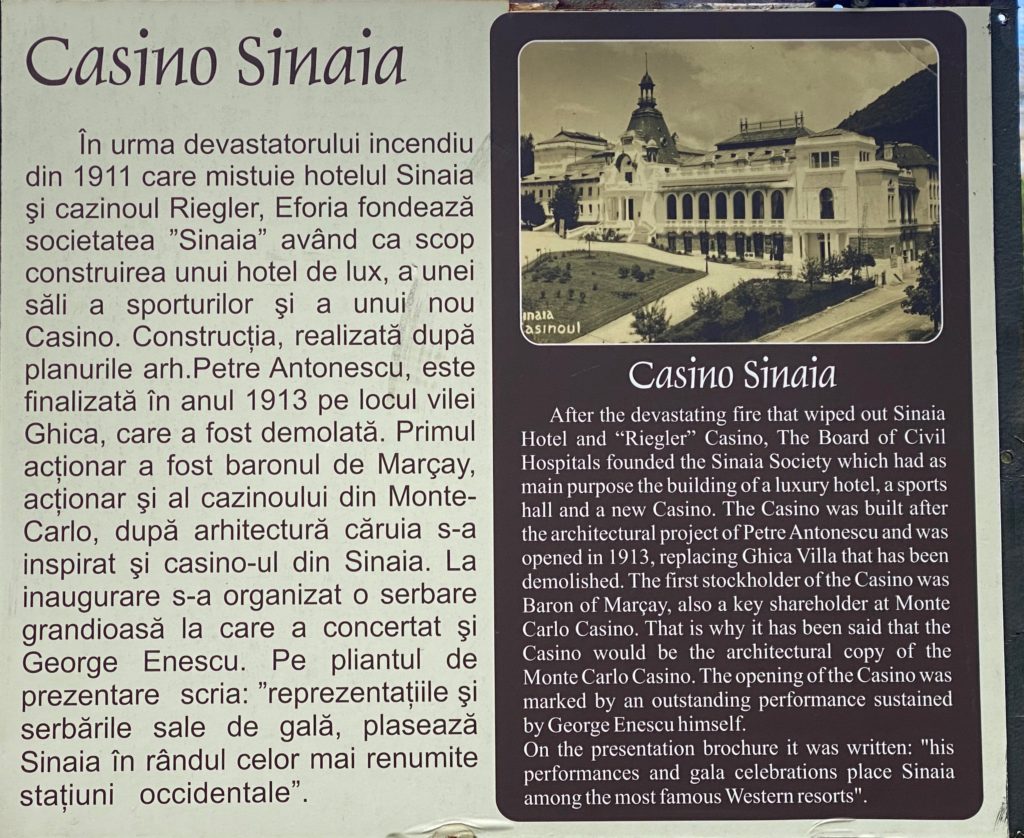 Casino Sinaia
În urma devastatorului incendiu
din 1911 care mistuie hotelul Sinaia
şi cazinoul Riegler, Eforia fondează
societatea ”Sinaia” având ca scop
construirea unui hotel de lux, a unei
săli a sporturilor şi a unui nou
Casino. Construcţia, realizată după
planurile arh.Petre Antonescu, este
finalizată în anul 1913 pe locul vilei
Ghica, care a fost demolată. Primul
acţionar a fost baronul de Marçay,
acţionar şi al cazinoului din Monte-
Carlo, după arhitectură căruia s-a
inspirat şi casino-ul din Sinaia. La
inaugurare s-a organizat o serbare
grandioasă la care a concertat şi
George Enescu. Pe pliantul de
prezentare scria: ”reprezentaţiile şi
serbările sale de gală, plasează
Sinaia în rândul celor mai renumite
staţiuni occidentale”.
inaia
asinoul
Casino Sinaia
After the devastating fire that wiped out Sinaia
Hotel and “Riegler” Casino, The Board of Civil
Hospitals founded the Sinaia Society which had as
main purpose the building of a luxury hotel, a sports
hall and a new Casino. The Casino was built after
the architectural project of Petre Antonescu and was
opened in 1913, replacing Ghica Villa that has been
demolished. The first stockholder of the Casino was
Baron of Marçay, also a key shareholder at Monte
Carlo Casino. That is why it has been said that the
Casino would be the architectural copy of the
Monte Carlo Casino. The opening of the Casino was
marked by an outstanding performance sustained
by George Enescu himself.
On the presentation brochure it was written: "his
performances and gala celebrations place Sinaia
among the most famous Western resorts".